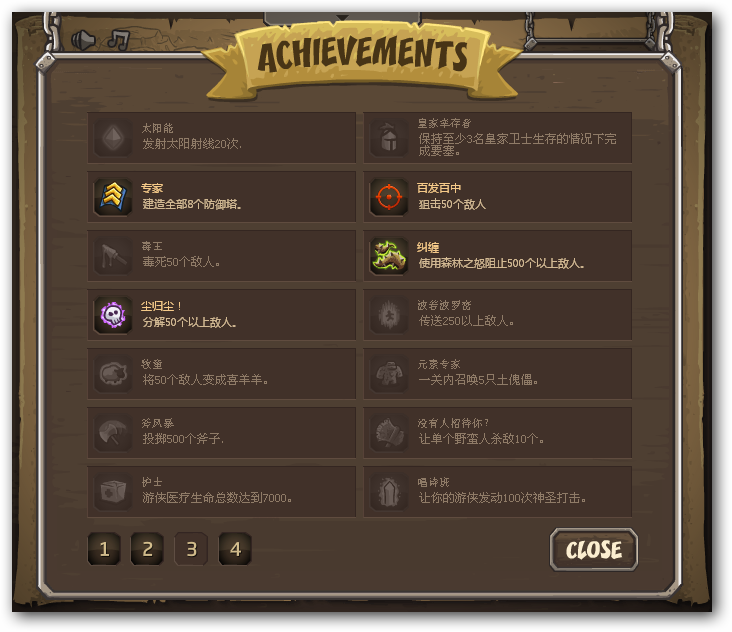 ACHIEVEMENTS
太阳能
发射太阳射线20次.
皇家幸存者
保持至少3名皇家卫士生存的情况下完
成要塞。
专家
建造全部8个防御塔。
百发百中
狙击50个敌人
毒王
毒死50个敌人。
纠缠
使用森林之怒阻止500个以上敌人。
尘归尘！
分解50个以上敌人。
波若波罗密
传送250以上敌人。
牧童
将50个敌人变成喜羊羊。
元素专家
一关内召唤5只土傀儡。
斧风暴
投掷500个斧子.
没有人招待你？
让单个野蛮人杀敌10个。
护士
游侠医疗生命总数达到7000。
唱诗班
让你的游侠发动100次神圣打击。
1 2 3 4
CLOSE